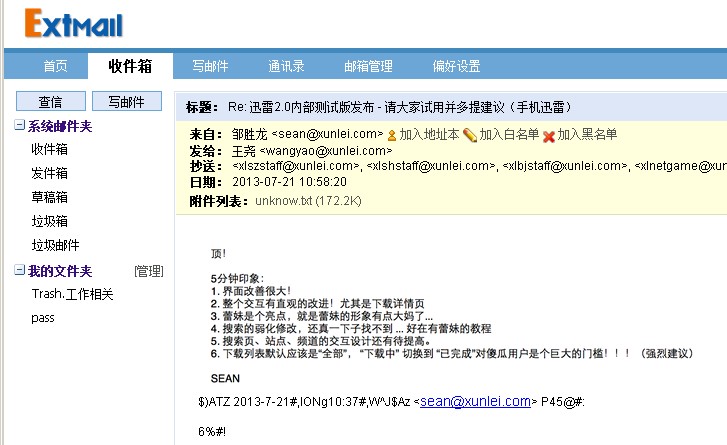 ExtMail
首页 收件箱 写邮件 通讯录 邮箱管理 偏好设置
查信 写邮件
系统邮件夹
收件箱
发件箱
草稿箱
垃圾箱
垃圾邮件
我的文件夹 [管理]
Trash.工作相关
pass
标题： Re: 迅雷2.0内部测试版发布 - 请大家试用并多提建议（手机迅雷）
来自： 邹胜龙 <sean@xunlei.com> 加入地址本 加入白名单 加入黑名单
发给： 王尧 <wangyao@xunlei.com>
抄送： <xlszstaff@xunlei.com>, <xlshstaff@xunlei.com>, <xlbjstaff@xunlei.com>, <xlnetgame@xun
日期： 2013-07-21 10:58:20
附件列表： unknow.txt (172.2K)
顶！
5分钟印象：
1. 界面改善很大！
2. 整个交互有直观的改进！尤其是下载详情页
3. 蕾妹是个亮点，就是蕾妹的形象有点大妈了...
4. 搜索的弱化修改，还真一下子找不到 ... 好在有蕾妹的教程
5. 搜索页、站点、频道的交互设计还有待提高。
6. 下载列表默认应该是“全部”， “下载中” 切换到 “已完成”对傻瓜用户是个巨大的门槛！！！（强烈建议）
SEAN
$)ATZ 2013-7-21#,IONg10:37#,W^J$Az <sean@xunlei.com> P45@#:
6%#!